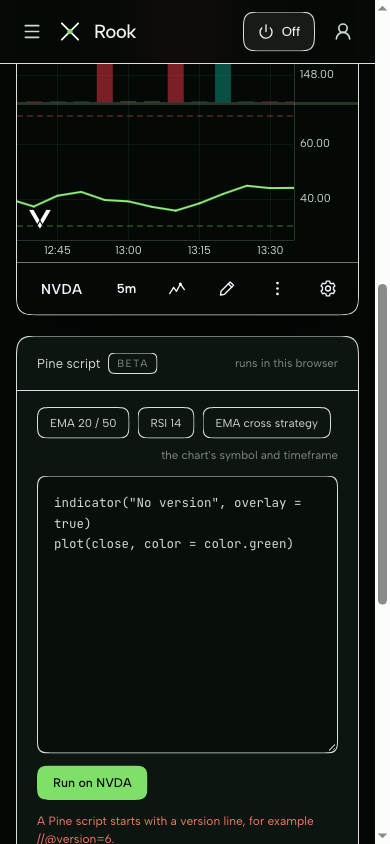 Rook
Off
148.00
60.00
40.00
12:45 13:00 13:15 13:30
NVDA 5m
Pine script BETA runs in this browser
EMA 20 / 50 RSI 14 EMA cross strategy
the chart's symbol and timeframe
indicator("No version", overlay =
true)
plot(close, color = color.green)
Run on NVDA
A Pine script starts with a version line, for example
//@version=6.